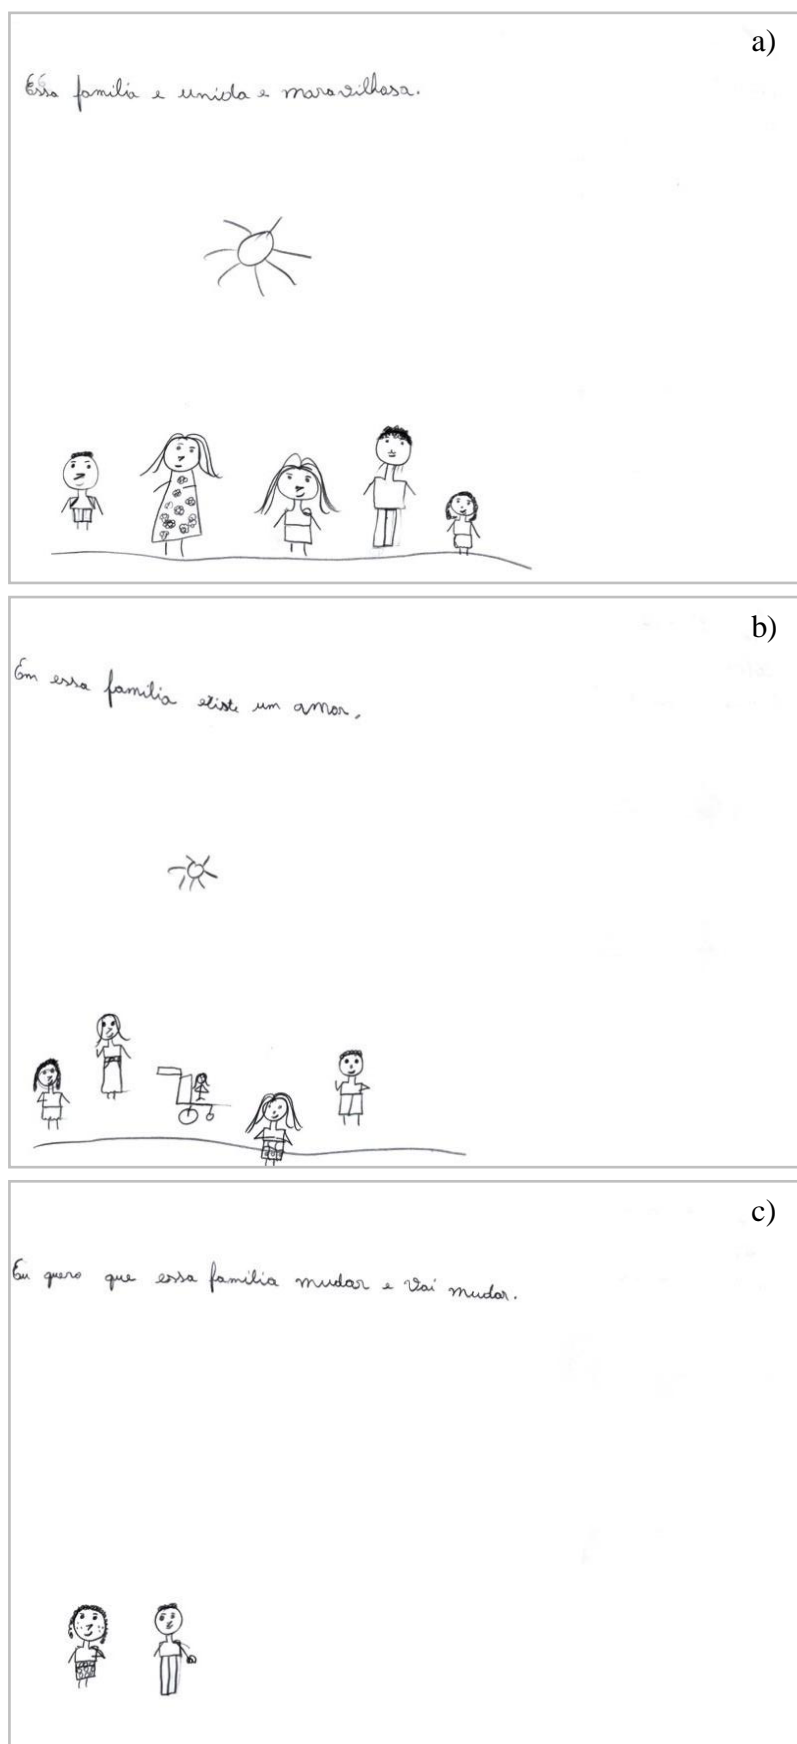 a)
Essa familia e unida e maravilhosa.
b)
Em essa familia existe um amor.
c)
Eu quero que essa familia mudar e vai mudar.